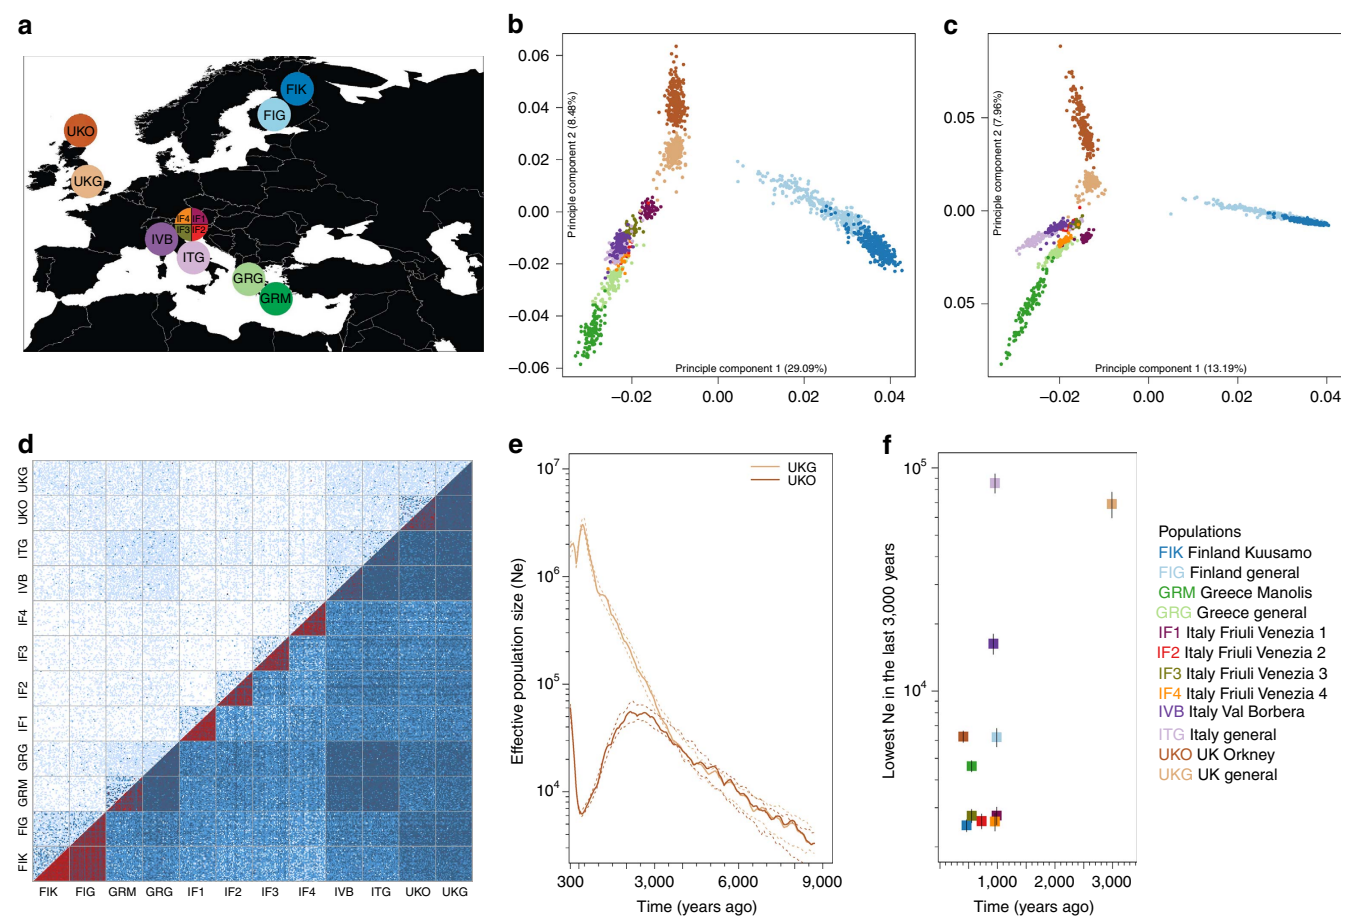 a
FIK
FIG
UKO
UKG
IF4 IF1
IF3 IF2
IVB
ITG
GRG
GRM
b
0.06
0.04
0.02
0.00
−0.02
−0.04
−0.06
Principle component 2 (8.48%)
Principle component 1 (29.09%)
−0.02 0.00 0.02 0.04
c
0.05
0.00
0.05
Principle component 2 (7.96%)
Principle component 1 (13.19%)
−0.02 0.00 0.02 0.04
d
UKG
UKO
ITG
IVB
IF4
IF3
IF2
IF1
GRG
GRM
FIG
FIK
FIK FIG GRM GRG IF1 IF2 IF3 IF4 IVB ITG UKO UKG
e
10⁷
10⁶
10⁵
10⁴
Effective population size (Ne)
UKG
UKO
300 3,000 6,000 9,000
Time (years ago)
f
10⁵
10⁴
Lowest Ne in the last 3,000 years
1,000 2,000 3,000
Time (years ago)
Populations
FIK Finland Kuusamo
FIG Finland general
GRM Greece Manolis
GRG Greece general
IF1 Italy Friuli Venezia 1
IF2 Italy Friuli Venezia 2
IF3 Italy Friuli Venezia 3
IF4 Italy Friuli Venezia 4
IVB Italy Val Borbera
ITG Italy general
UKO UK Orkney
UKG UK general